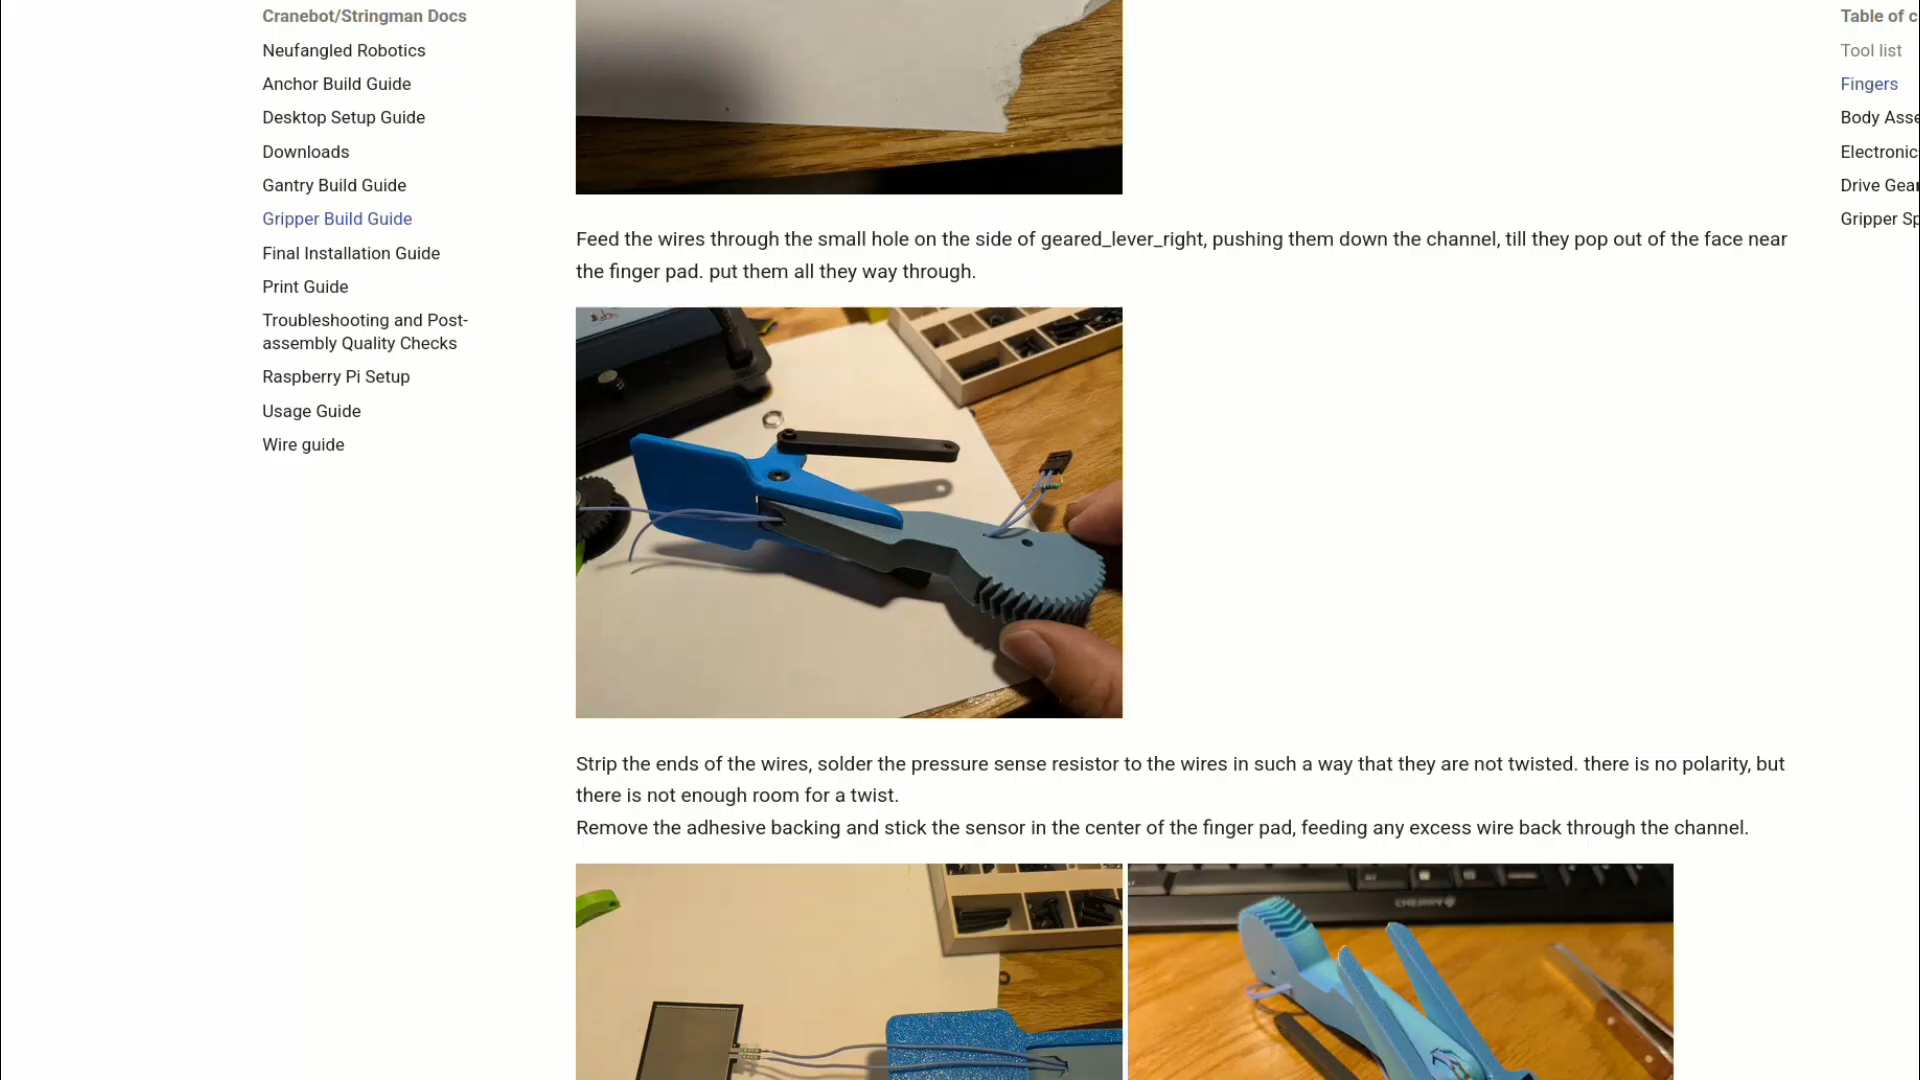 Cranebot/Stringman Docs
Neufangled Robotics
Anchor Build Guide
Desktop Setup Guide
Downloads
Gantry Build Guide
Gripper Build Guide
Final Installation Guide
Print Guide
Troubleshooting and Post-
assembly Quality Checks
Raspberry Pi Setup
Usage Guide
Wire guide
Feed the wires through the small hole on the side of geared_lever_right, pushing them down the channel, till they pop out of the face near
the finger pad. put them all they way through.
Strip the ends of the wires, solder the pressure sense resistor to the wires in such a way that they are not twisted. there is no polarity, but
there is not enough room for a twist.
Remove the adhesive backing and stick the sensor in the center of the finger pad, feeding any excess wire back through the channel.
CHERRY
Table of c
Tool list
Fingers
Body Asse
Electronic
Drive Gear
Gripper Sp